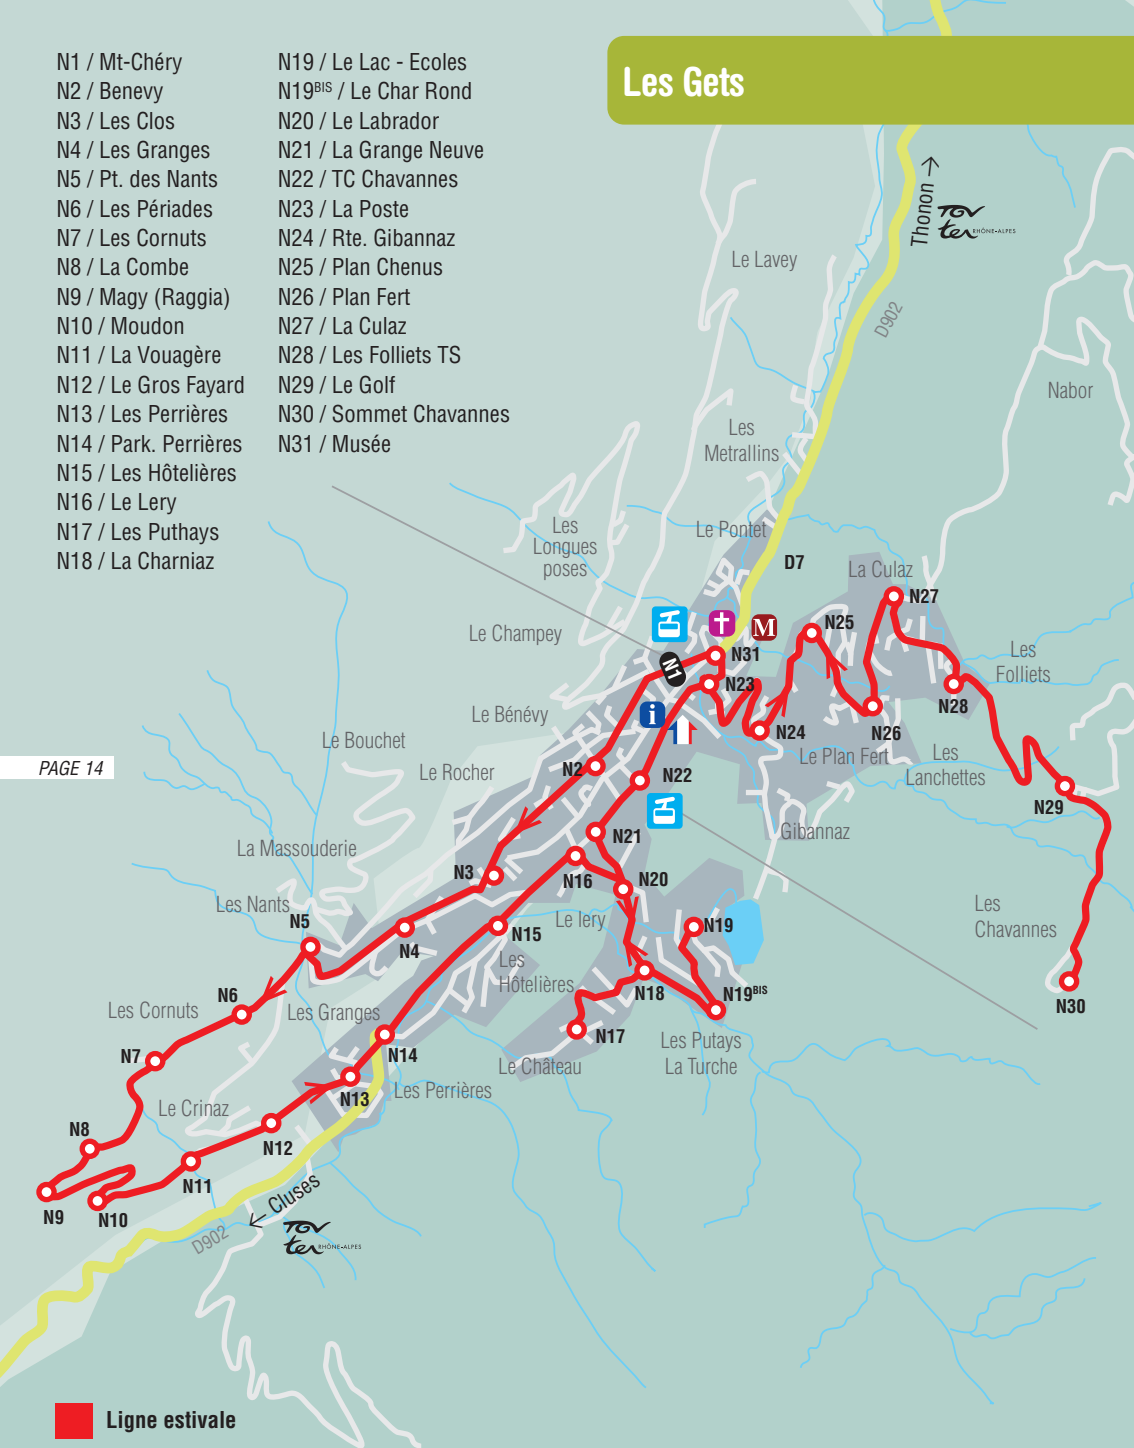 Les Gets
N1 / Mt-Chéry
N2 / Benevy
N3 / Les Clos
N4 / Les Granges
N5 / Pt. des Nants
N6 / Les Périades
N7 / Les Cornuts
N8 / La Combe
N9 / Magy (Raggia)
N10 / Moudon
N11 / La Vouagère
N12 / Le Gros Fayard
N13 / Les Perrières
N14 / Park. Perrières
N15 / Les Hôtelières
N16 / Le Lery
N17 / Les Puthays
N18 / La Charniaz
N19 / Le Lac - Ecoles
N19BIS / Le Char Rond
N20 / Le Labrador
N21 / La Grange Neuve
N22 / TC Chavannes
N23 / La Poste
N24 / Rte. Gibannaz
N25 / Plan Chenus
N26 / Plan Fert
N27 / La Culaz
N28 / Les Folliets TS
N29 / Le Golf
N30 / Sommet Chavannes
N31 / Musée
Thonon
TGV
ter RHÔNE-ALPES
Le Lavey
D902
Nabor
Les
Metrallins
Le Pontet
Les
Longues
poses
D7
La Culaz
N27
Le Champey
M
N25
N31
N1
Les
Folliets
N23
N28
i
Le Bénévy
N24
N26
Le Bouchet
Le Plan Fert
Les
Lanchettes
PAGE 14
Le Rocher
N2
N22
N29
Gibannaz
N21
La Massouderie
N3
N16
N20
Les Nants
N5
Le lery
N19
Les
Chavannes
N15
N4
Les
Hôtelières
N6
N18
N19BIS
N30
Les Cornuts
Les Granges
N17
Les Putays
La Turche
N7
N14
Le Château
Les Perrières
N13
Le Crinaz
N8
N12
N11
N9
N10
Cluses
D902
TGV
ter RHÔNE-ALPES
Ligne estivale